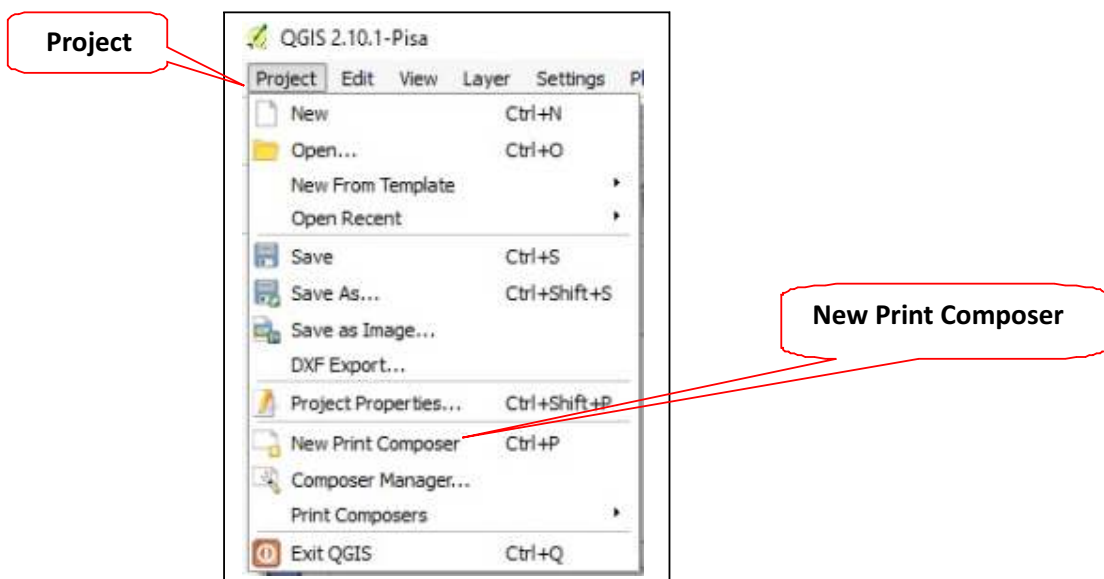 Project
QGIS 2.10.1-Pisa
Project Edit View Layer Settings Pl
New Ctrl+N
Open... Ctrl+O
New From Template
Open Recent
Save Ctrl+S
Save As... Ctrl+Shift+S
Save as Image...
DXF Export...
Project Properties... Ctrl+Shift+P
New Print Composer Ctrl+P
Composer Manager...
Print Composers
Exit QGIS Ctrl+Q
New Print Composer